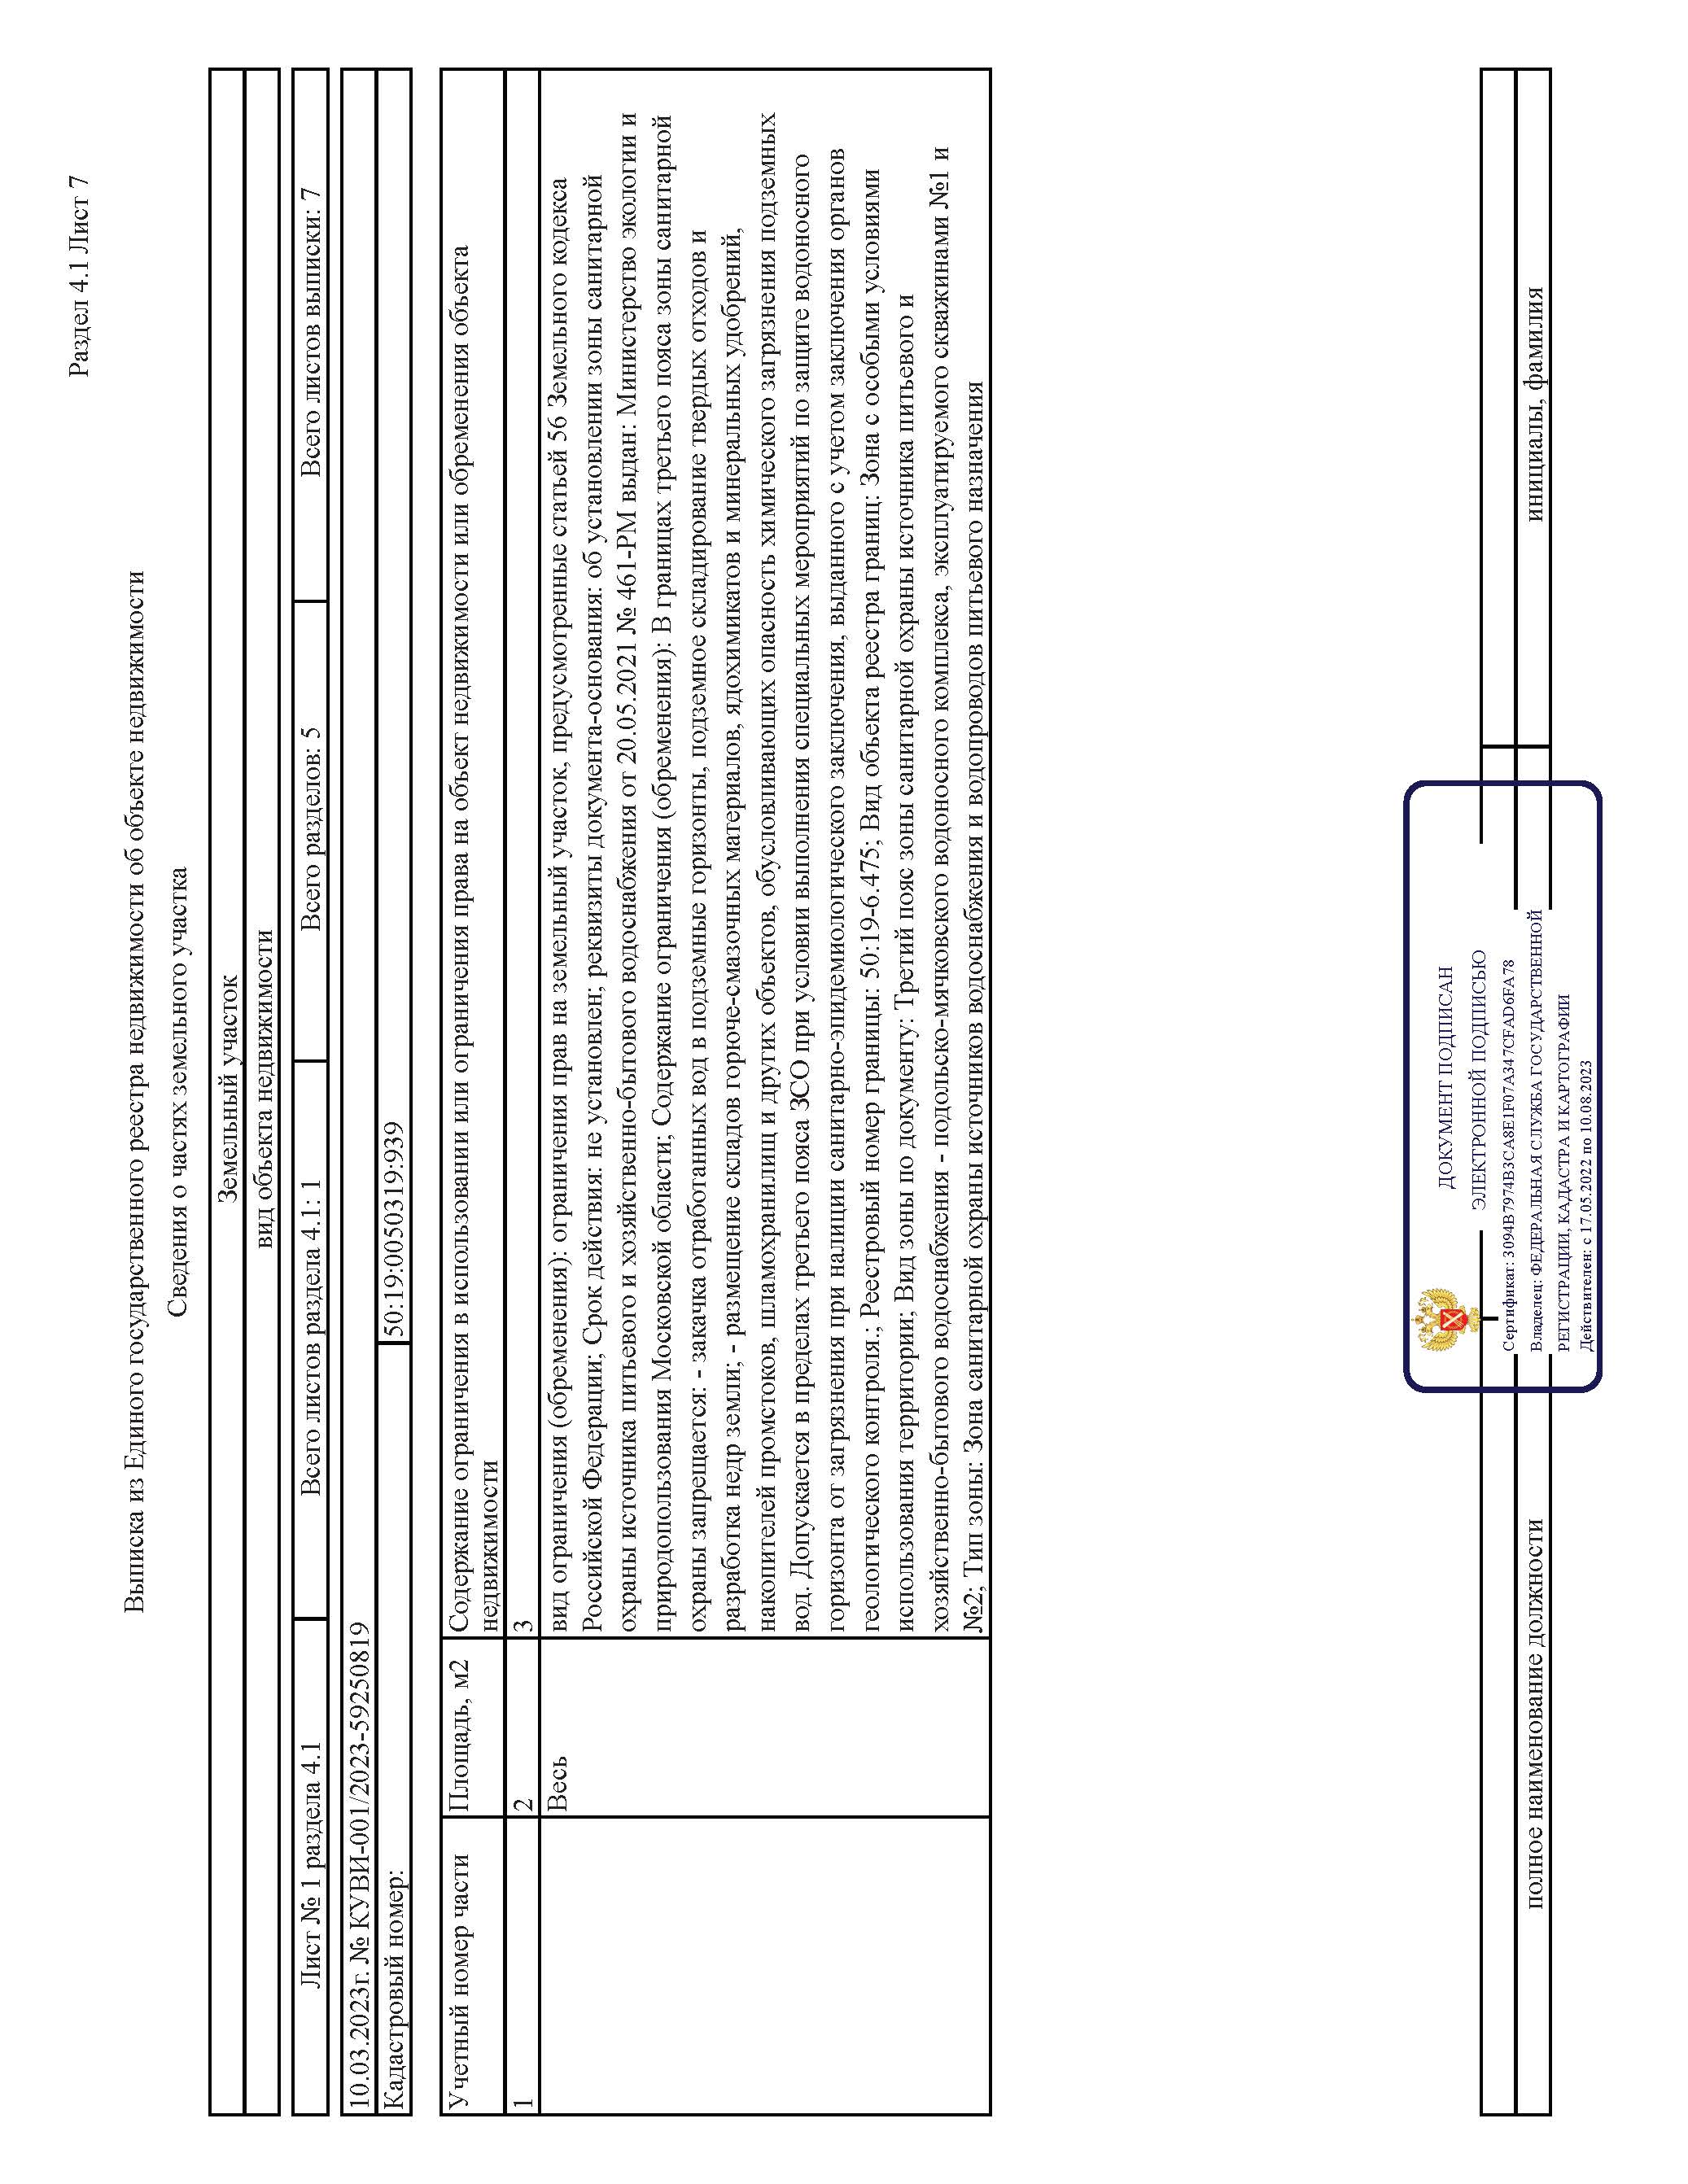 Раздел 4.1 Лист 7
Выписка из Единого государственного реестра недвижимости об объекте недвижимости
Сведения о частях земельного участка
Земельный участок
вид объекта недвижимости
Лист № 1 раздела 4.1
Всего листов раздела 4.1: 1
Всего разделов: 5
Всего листов выписки: 7
10.03.2023г. № КУВИ-001/2023-59250819
Кадастровый номер:
50:19:0050319:939
Учетный номер части
Площадь, м2
Содержание ограничения в использовании или ограничения права на объект недвижимости или обременения объекта
недвижимости
1
2
3
Весь
вид ограничения (обременения): ограничения прав на земельный участок, предусмотренные статьей 56 Земельного кодекса
Российской Федерации; Срок действия: не установлен; реквизиты документа-основания: об установлении зоны санитарной
охраны источника питьевого и хозяйственно-бытового водоснабжения от 20.05.2021 № 461-РМ выдан: Министерство экологии и
природопользования Московской области; Содержание ограничения (обременения): В границах третьего пояса зоны санитарной
охраны запрещается: - закачка отработанных вод в подземные горизонты, подземное складирование твердых отходов и
разработка недр земли; - размещение складов горюче-смазочных материалов, ядохимикатов и минеральных удобрений,
накопителей промстоков, шламохранилищ и других объектов, обусловливающих опасность химического загрязнения подземных
вод. Допускается в пределах третьего пояса ЗСО при условии выполнения специальных мероприятий по защите водоносного
горизонта от загрязнения при налиции санитарно-эпидемиологического заключения, выданного с учетом заключения органов
геологического контроля.; Реестровый номер границы: 50:19-6.475; Вид объекта реестра границ: Зона с особыми условиями
использования территории; Вид зоны по документу: Третий пояс зоны санитарной охраны источника питьевого и
хозяйственно-бытового водоснабжения - подольско-мячковского водоносного комплекса, эксплуатируемого скважинами №1 и
№2; Тип зоны: Зона санитарной охраны источников водоснабжения и водопроводов питьевого назначения
ДОКУМЕНТ ПОДПИСАН
ЭЛЕКТРОННОЙ ПОДПИСЬЮ
Сертификат: 3094B7974B3CA8E1F07A347CFAD6FA78
Владелец: ФЕДЕРАЛЬНАЯ СЛУЖБА ГОСУДАРСТВЕННОЙ
РЕГИСТРАЦИИ, КАДАСТРА И КАРТОГРАФИИ
Действителен: с 17.05.2022 по 10.08.2023
полное наименование должности
инициалы, фамилия